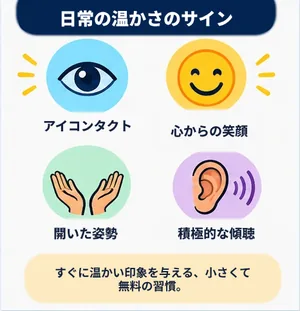 日常の温かさのサイン
アイコンタクト
心からの笑顔
開いた姿勢
積極的な傾聴
すぐに温かい印象を与える、小さくて
無料の習慣。